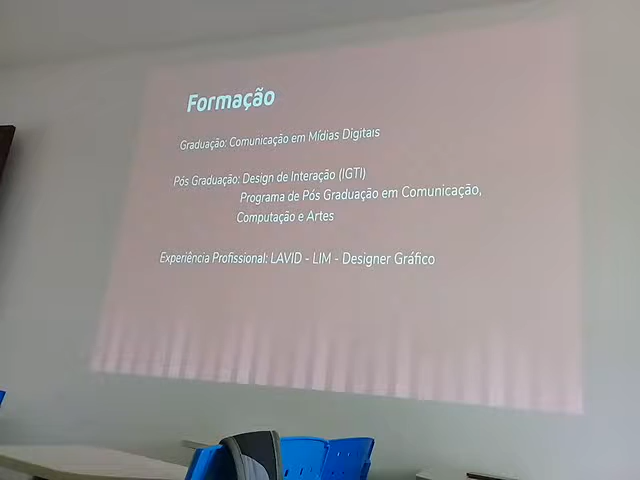 Formação
Graduação: Comunicação em Mídias Digitais
Pós Graduação: Design de Interação (IGTI)
Programa de Pós Graduação em Comunicação,
Computação e Artes
Experiência Profissional: LAVID - LIM - Designer Gráfico